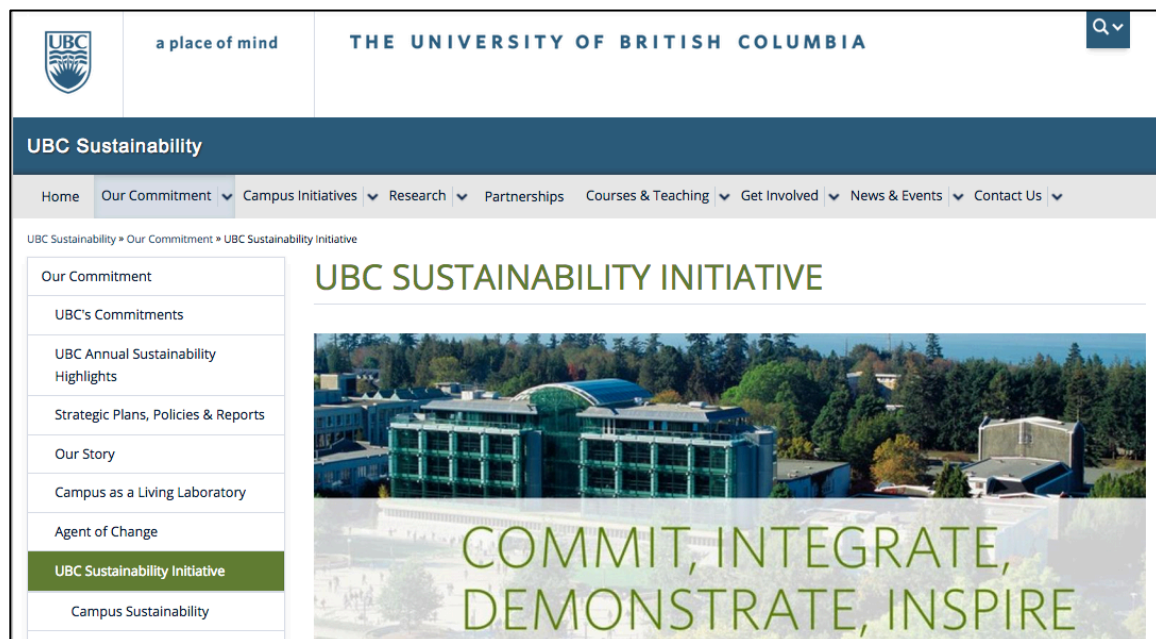 UBC
a place of mind
THE UNIVERSITY OF BRITISH COLUMBIA
UBC Sustainability
Home Our Commitment Campus Initiatives Research Partnerships Courses & Teaching Get Involved News & Events Contact Us
UBC Sustainability » Our Commitment » UBC Sustainability Initiative
Our Commitment
UBC's Commitments
UBC Annual Sustainability
Highlights
Strategic Plans, Policies & Reports
Our Story
Campus as a Living Laboratory
Agent of Change
UBC Sustainability Initiative
Campus Sustainability
UBC SUSTAINABILITY INITIATIVE
COMMIT, INTEGRATE,
DEMONSTRATE, INSPIRE